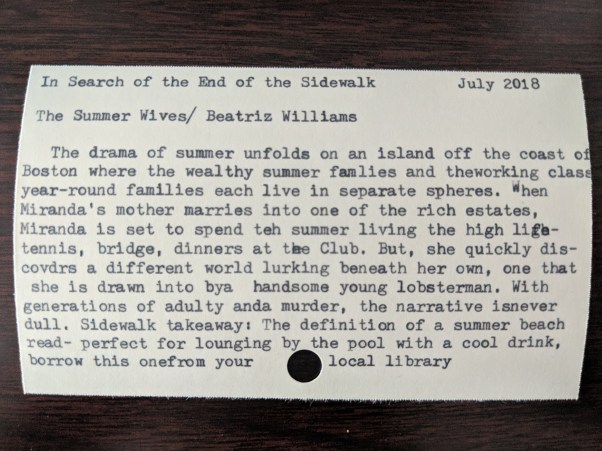 In Search of the End of the Sidewalk July 2018
The Summer Wives/ Beatriz Williams
The drama of summer unfolds on an island off the coast of
Boston where the wealthy summer famlies and theworking class
year-round families each live in separate spheres. When
Miranda's mother marries into one of the rich estates,
Miranda is set to spend teh summer living the high life-
tennis, bridge, dinners at the Club. But, she quickly dis-
covdrs a different world lurking beneath her own, one that
she is drawn into bya handsome young lobsterman. With
generations of adulty anda murder, the narrative isnever
dull. Sidewalk takeaway: The definition of a summer beach
read- perfect for lounging by the pool with a cool drink,
borrow this onefrom your local library